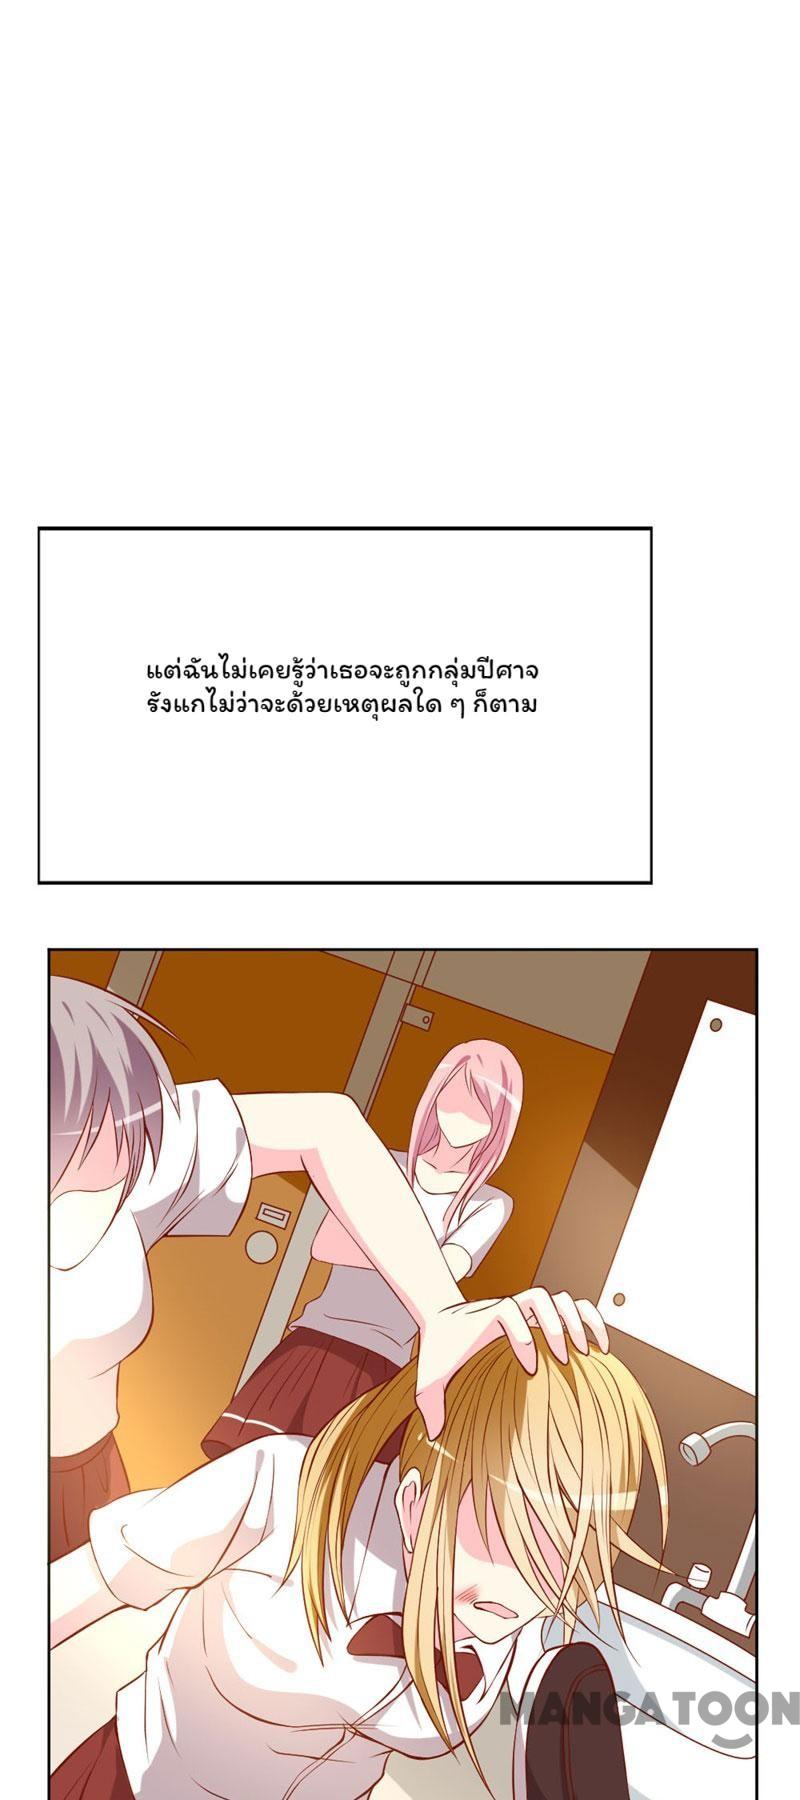 แต่ฉันไม่เคยรู้ว่าเธอจะถูกกลุ่มปีศาจ
รังแกไม่ว่าจะด้วยเหตุผลใด ๆ ก็ตาม
MANGATOON